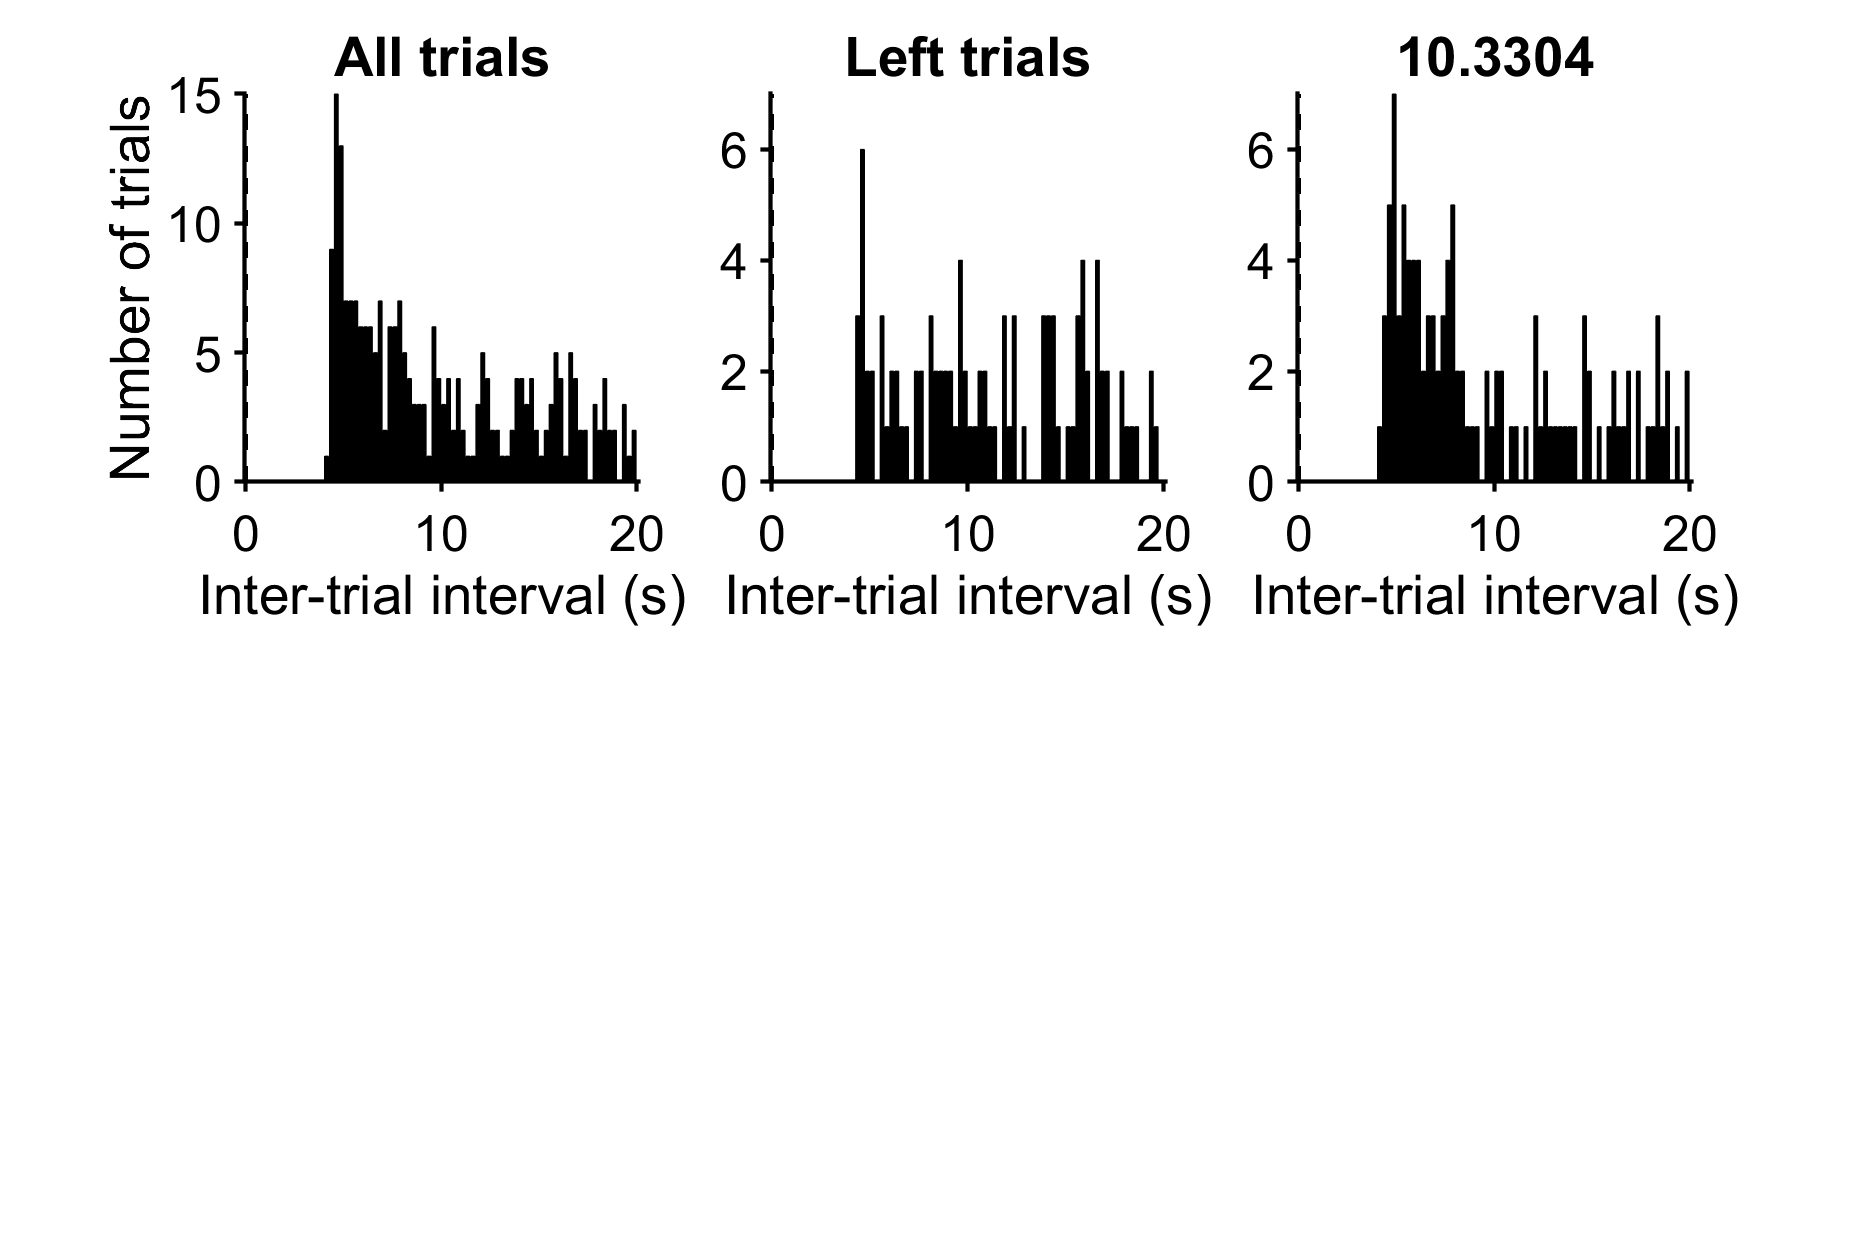 All trials
Left trials
10.3304
Number of trials
15
10
5
0
6
4
2
0
6
4
2
0
0 10 20
0 10 20
0 10 20
Inter-trial interval (s)
Inter-trial interval (s)
Inter-trial interval (s)